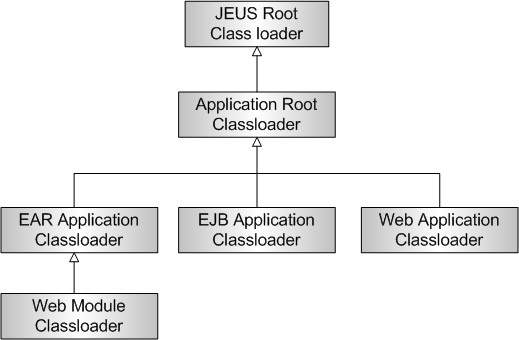 JEUS Root
Class loader
Application Root
Classloader
EAR Application
Classloader
EJB Application
Classloader
Web Application
Classloader
Web Module
Classloader